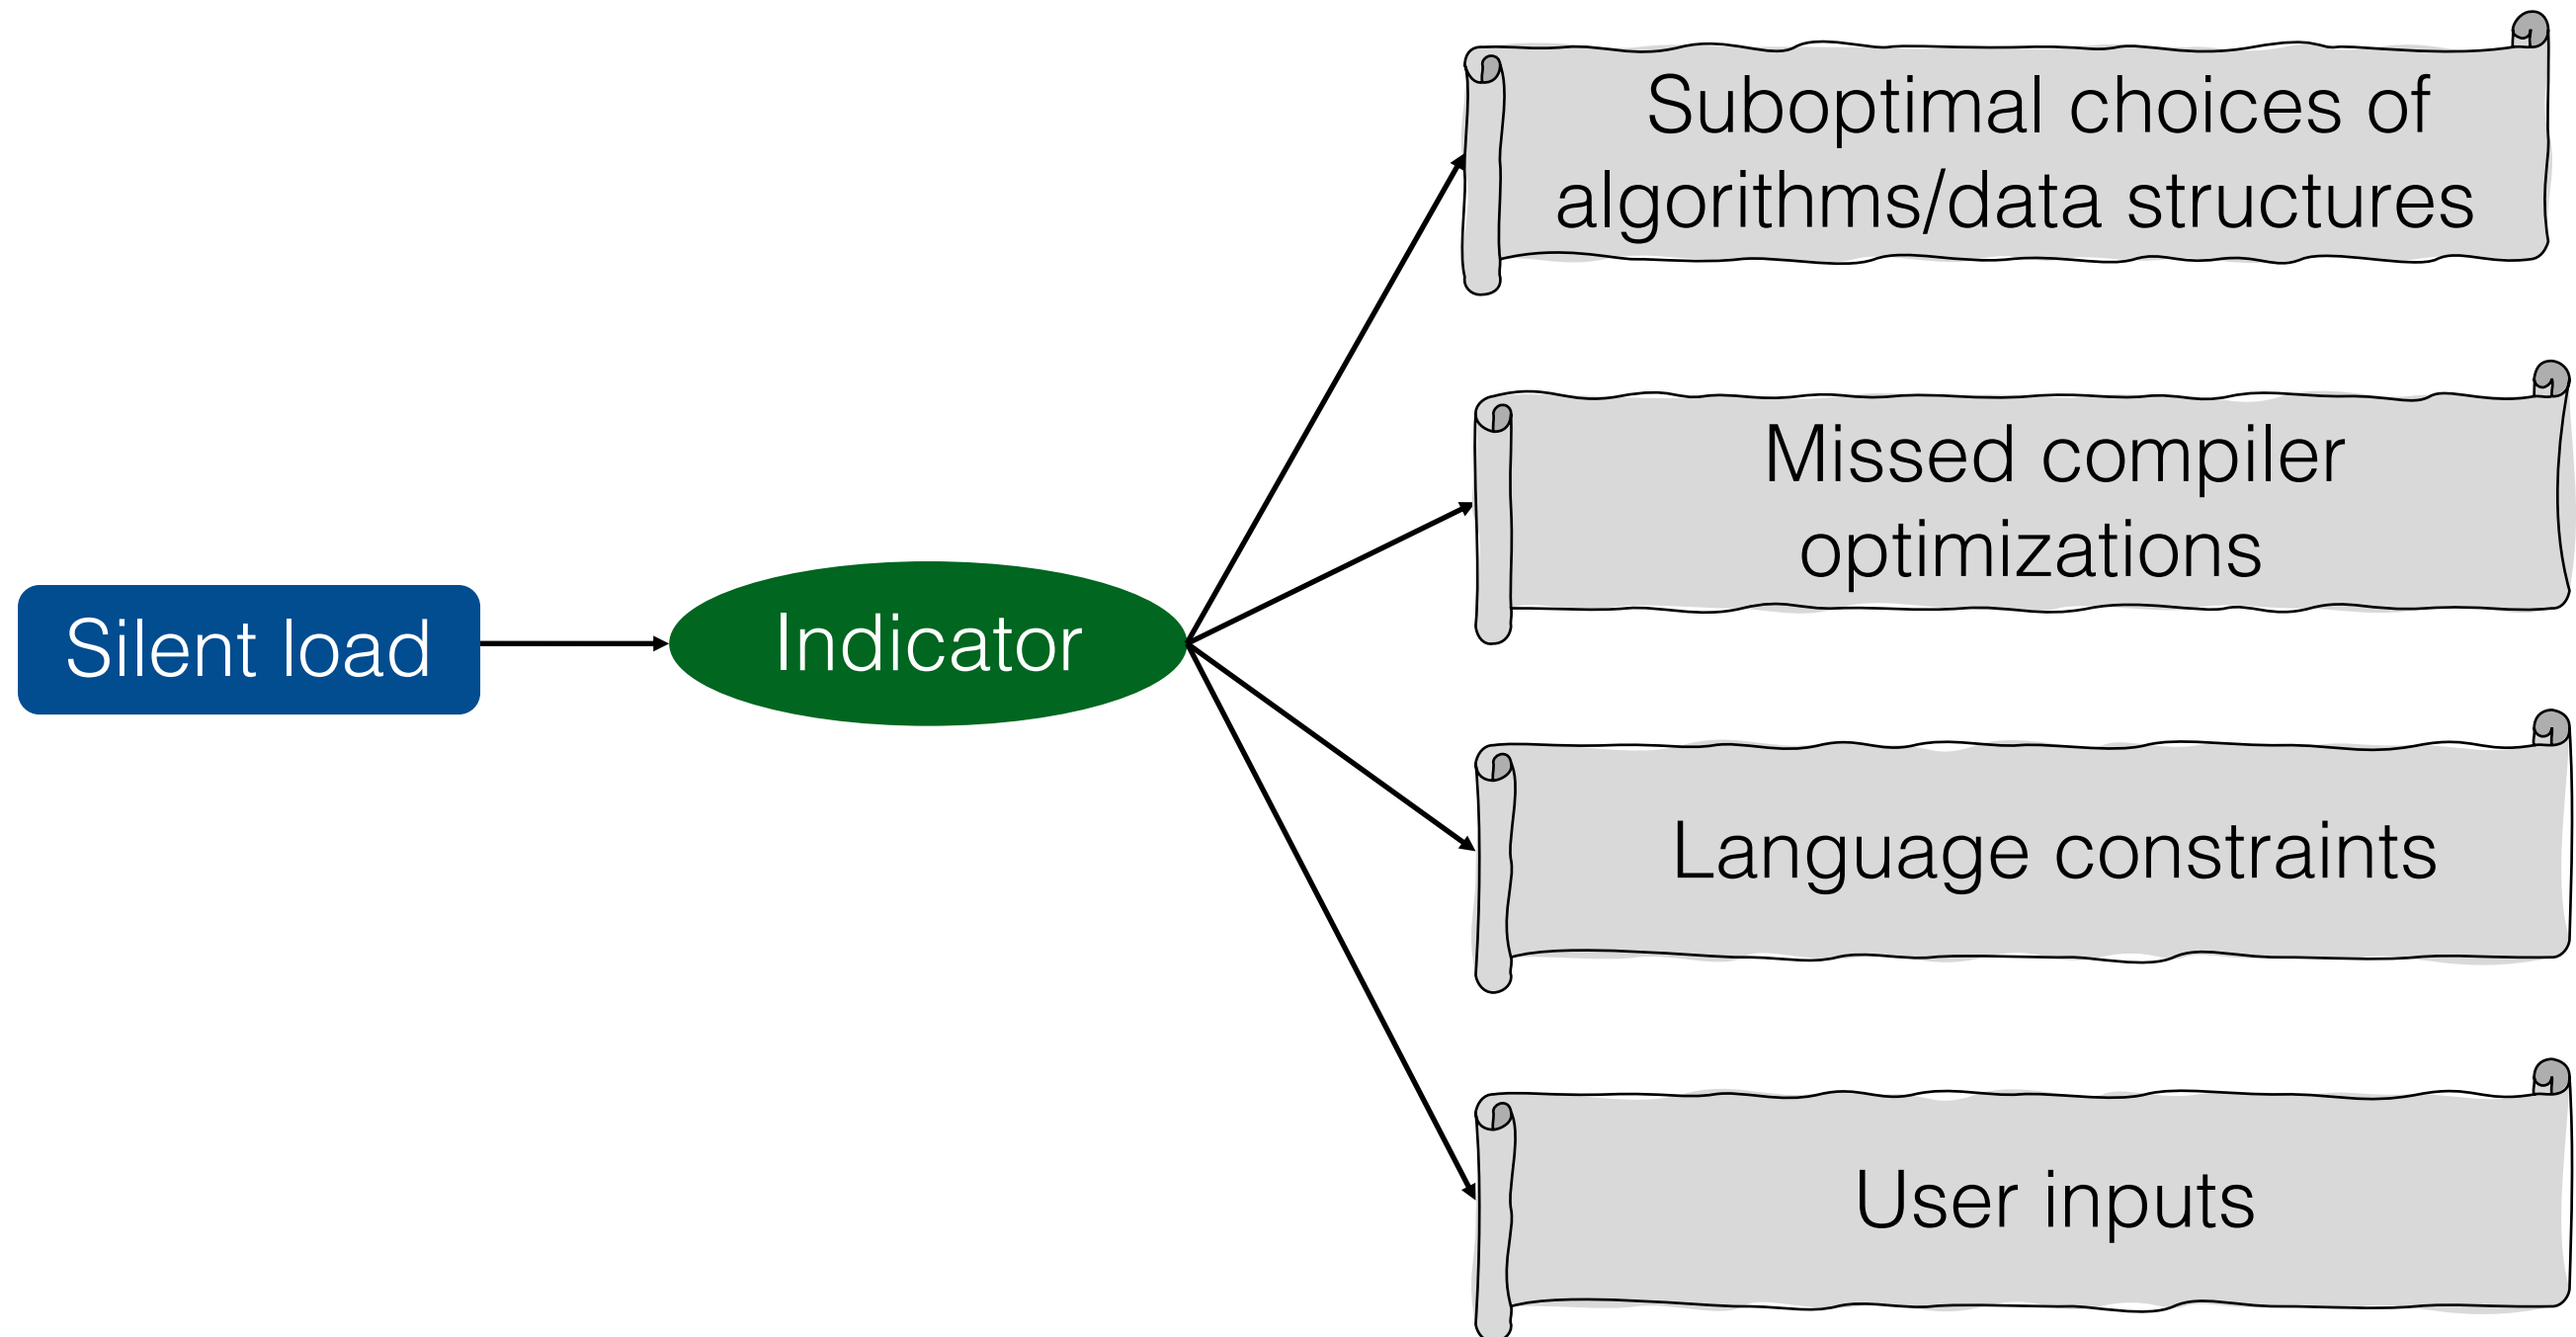 Suboptimal choices of
algorithms/data structures
Missed compiler
optimizations
Silent load
Indicator
Language constraints
User inputs